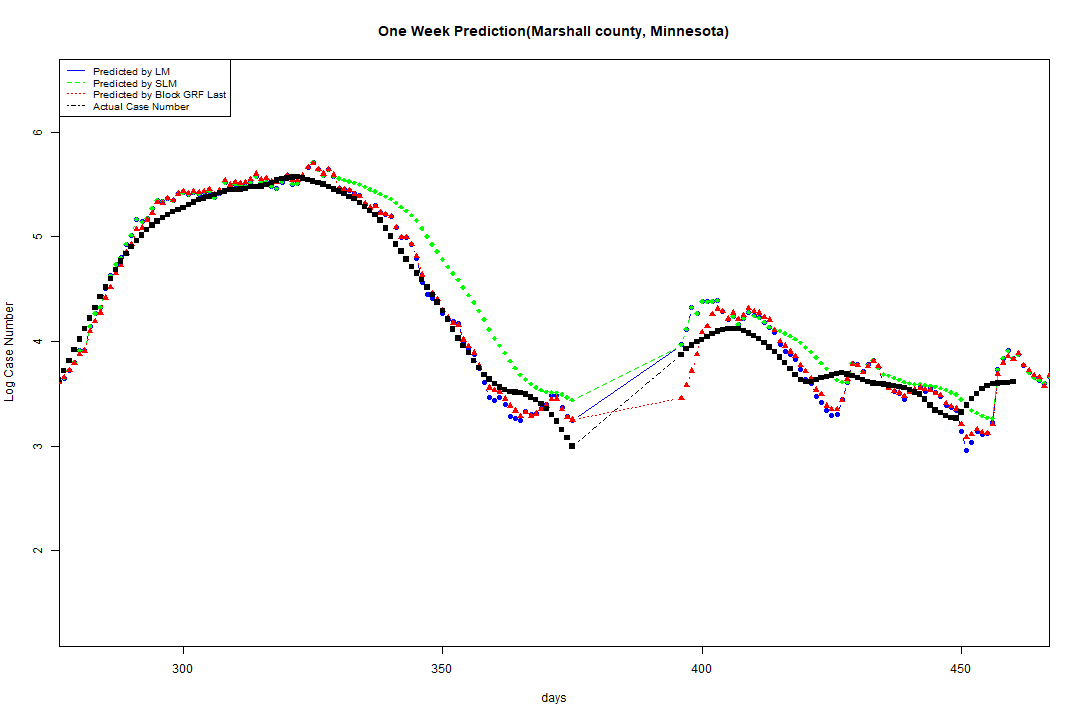 One Week Prediction(Marshall county, Minnesota)
Predicted by LM
Predicted by SLM
Predicted by Block GRF Last
Actual Case Number
Log Case Number
6
5
4
3
2
300 350 400 450
days